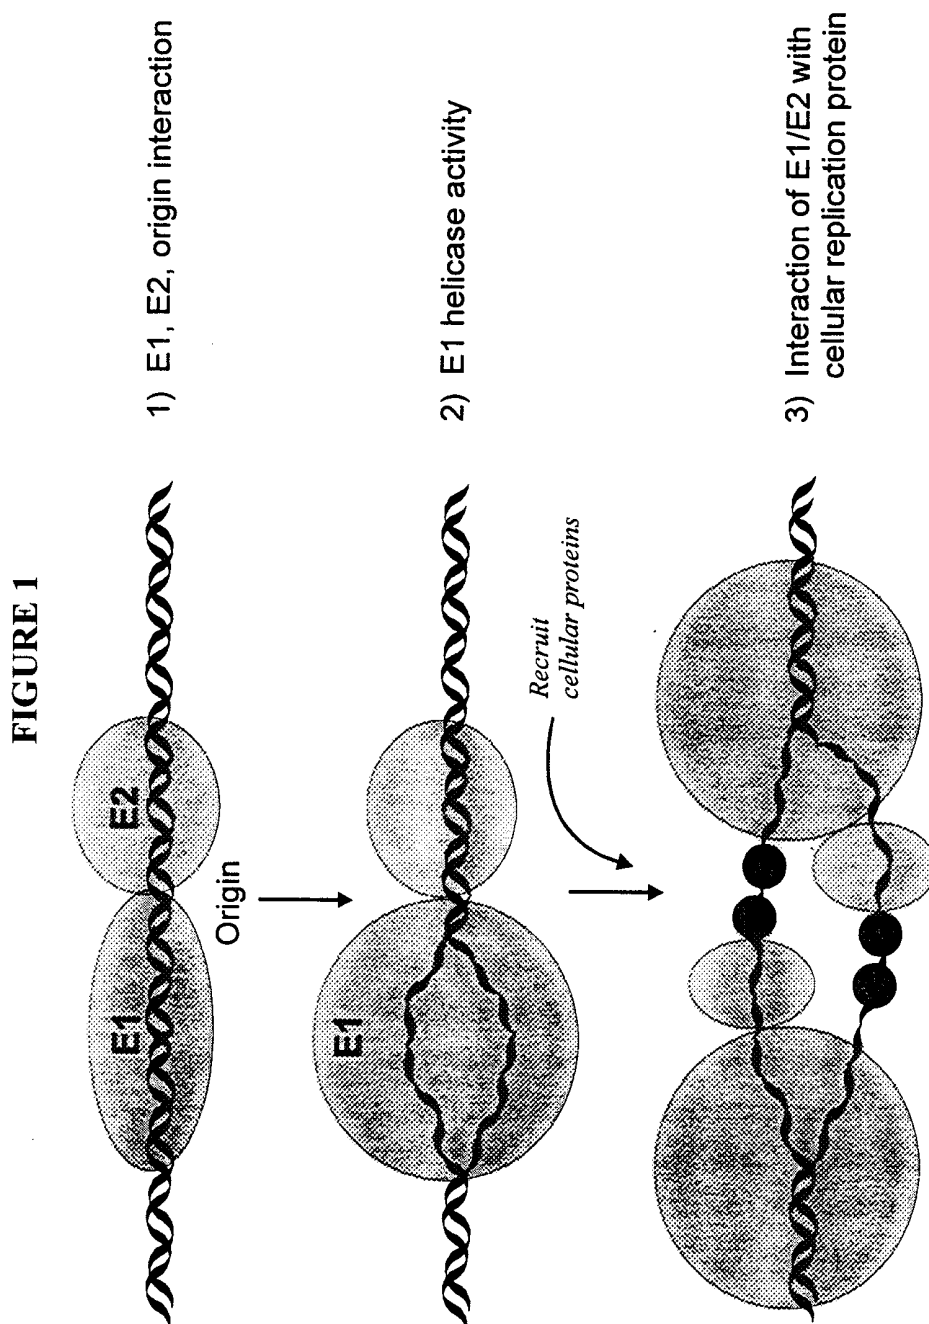 FIGURE 1
E1
E2
Origin
1) E1, E2, origin interaction
E1
2) E1 helicase activity
Recruit
cellular proteins
3) Interaction of E1/E2 with
cellular replication protein